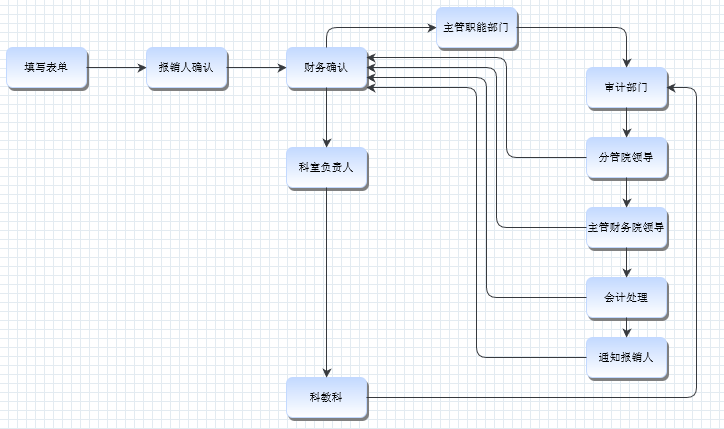 主管职能部门
填写表单
报销人确认
财务确认
审计部门
科室负责人
分管院领导
主管财务院领导
会计处理
通知报销人
科教科